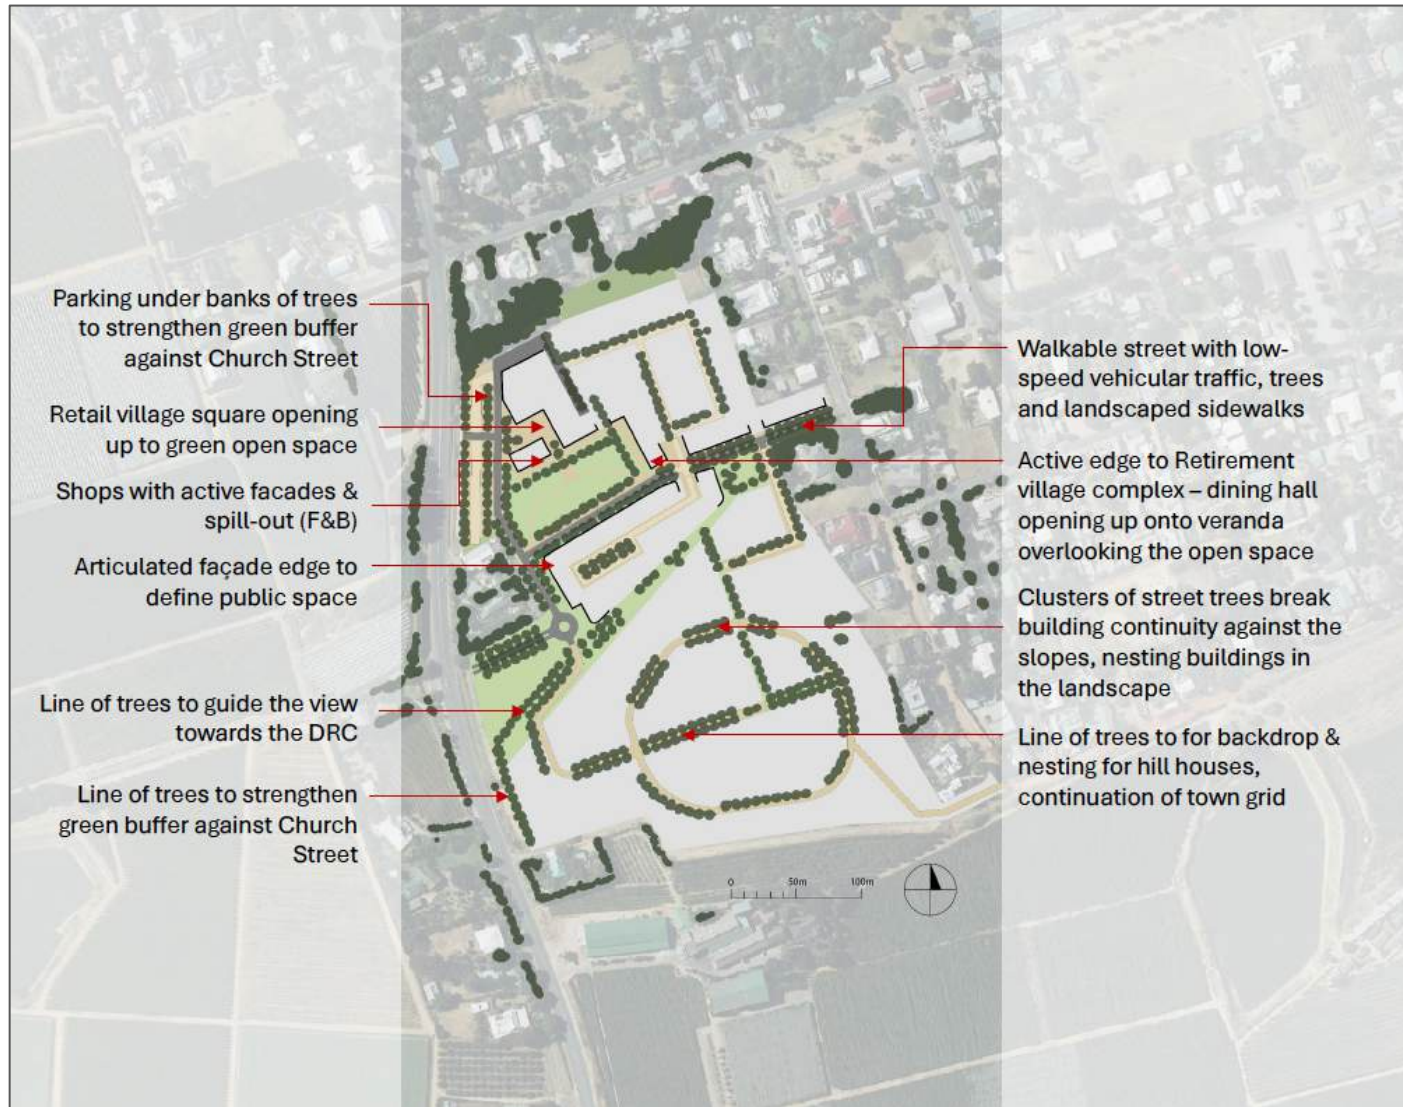 Parking under banks of trees
to strengthen green buffer
against Church Street
Retail village square opening
up to green open space
Shops with active facades &
spill-out (F&B)
Articulated façade edge to
define public space
Line of trees to guide the view
towards the DRC
Line of trees to strengthen
green buffer against Church
Street
Walkable street with low-
speed vehicular traffic, trees
and landscaped sidewalks
Active edge to Retirement
village complex – dining hall
opening up onto veranda
overlooking the open space
Clusters of street trees break
building continuity against the
slopes, nesting buildings in
the landscape
Line of trees to for backdrop &
nesting for hill houses,
continuation of town grid
0 50m 100m